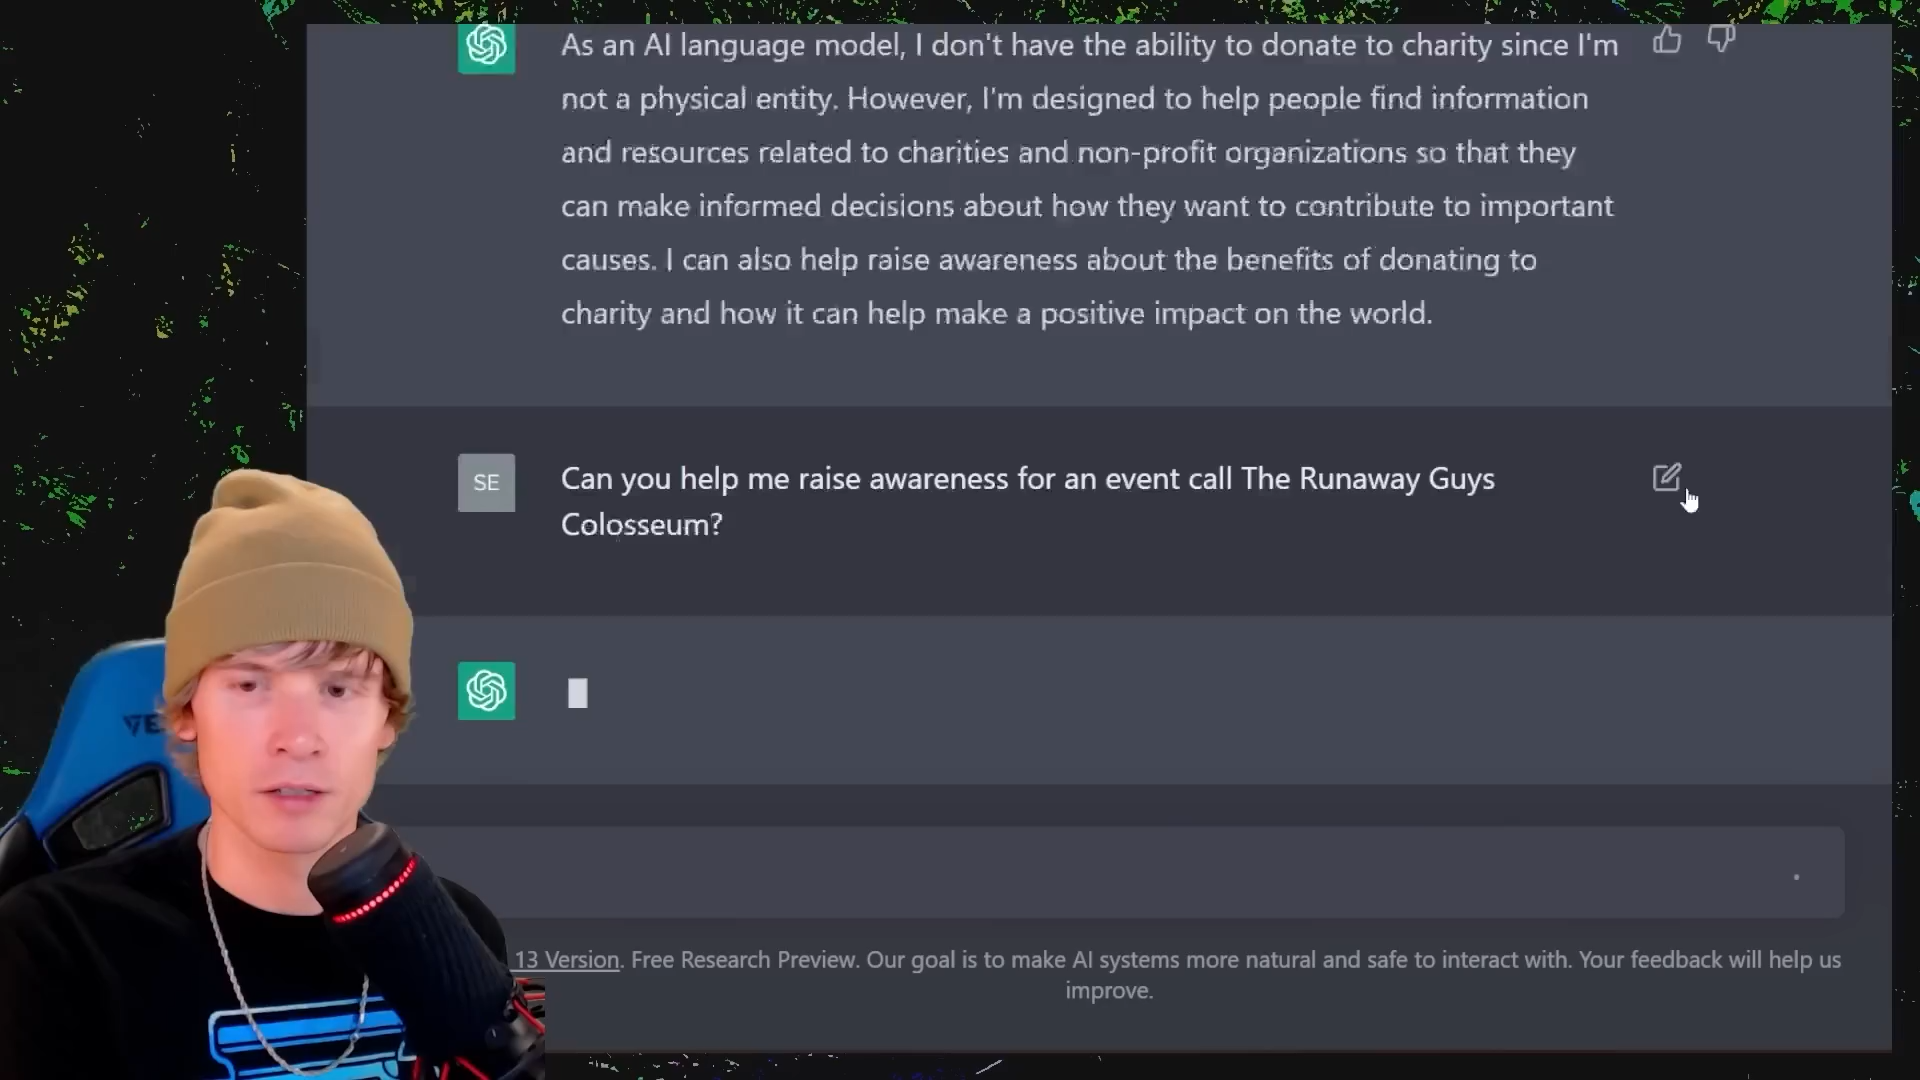 As an AI language model, I don't have the ability to donate to charity since I'm
not a physical entity. However, I'm designed to help people find information
and resources related to charities and non-profit organizations so that they
can make informed decisions about how they want to contribute to important
causes. I can also help raise awareness about the benefits of donating to
charity and how it can help make a positive impact on the world.
SE
Can you help me raise awareness for an event call The Runaway Guys
Colosseum?
13 Version. Free Research Preview. Our goal is to make AI systems more natural and safe to interact with. Your feedback will help us
improve.